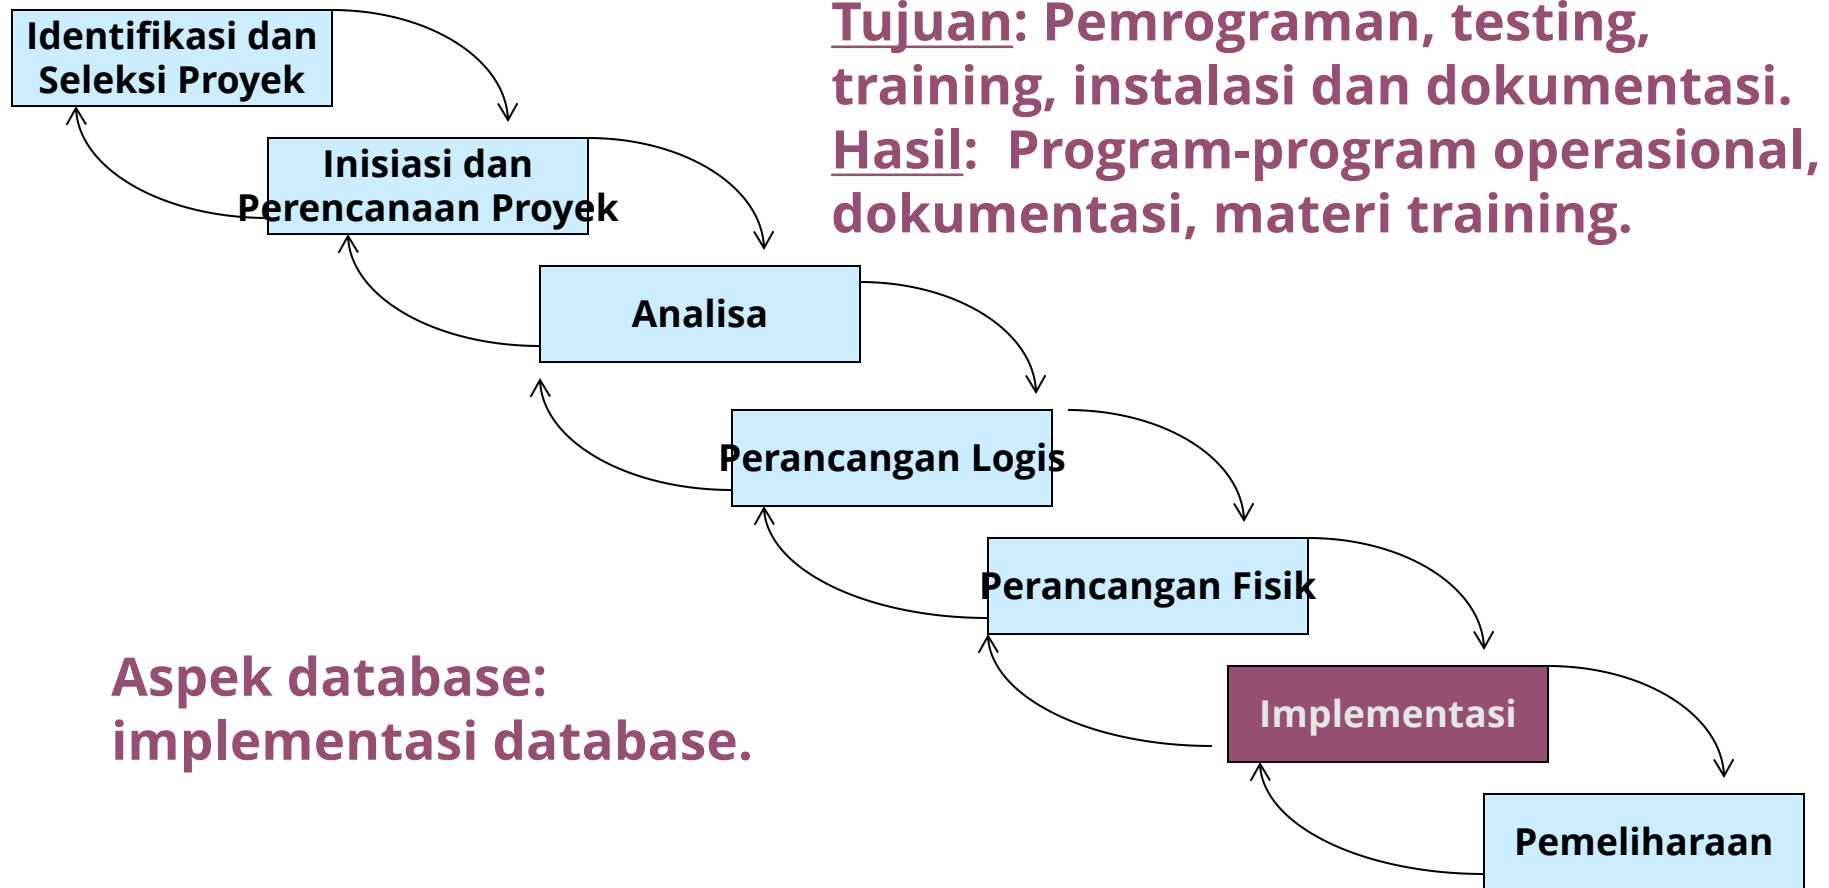 Identifikasi dan
Seleksi Proyek
Tujuan: Pemrograman, testing,
training, instalasi dan dokumentasi.
Hasil:  Program-program operasional,
dokumentasi, materi training.
Inisiasi dan
Perencanaan Proyek
Analisa
Perancangan Logis
Perancangan Fisik
Aspek database:
implementasi database.
Implementasi
Pemeliharaan